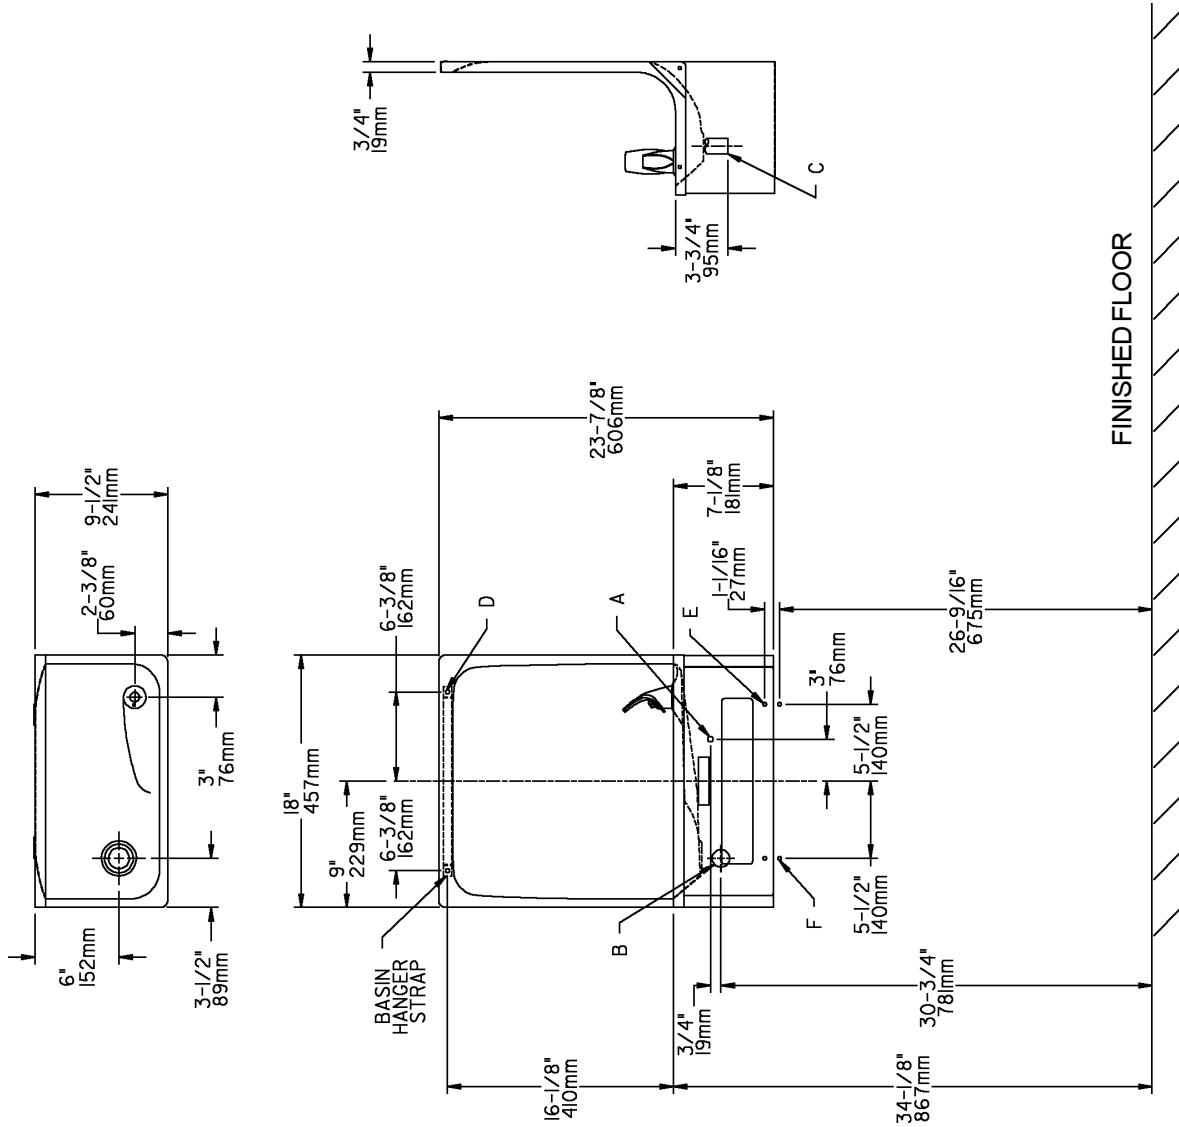 3/4"
19mm
C
3-3/4"
95mm
FINISHED FLOOR
23-7/8"
606mm
9-1/2"
241mm
7-1/8"
181mm
2-3/8"
60mm
6-3/8"
162mm
D
A
1-1/16"
27mm
E
26-9/16"
675mm
3"
76mm
3"
76mm
18"
457mm
5-1/2"
140mm
9"
229mm
6-3/8"
162mm
6"
152mm
3-1/2"
89mm
BASIN
HANGER
STRAP
B
F
5-1/2"
140mm
30-3/4"
781mm
3/4"
19mm
16-1/8"
410mm
34-1/8"
867mm